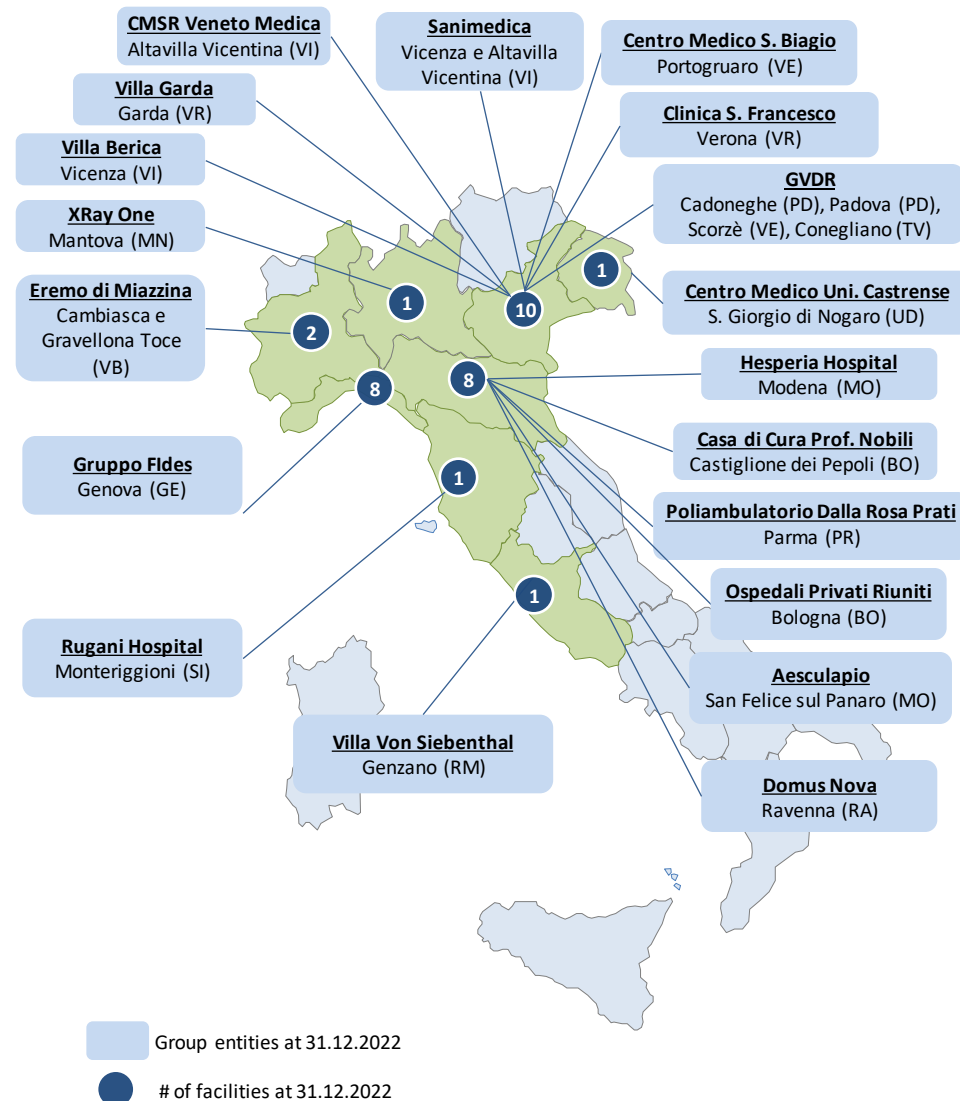 CMSR Veneto Medica
Altavilla Vicentina (VI)
Sanimedica
Vicenza e Altavilla
Vicentina (VI)
Centro Medico S. Biagio
Portogruaro (VE)
Villa Garda
Garda (VR)
Clinica S. Francesco
Verona (VR)
Villa Berica
Vicenza (VI)
GVDR
Cadoneghe (PD), Padova (PD),
Scorzè (VE), Conegliano (TV)
XRay One
Mantova (MN)
Eremo di Miazzina
Cambiasca e
Gravellona Toce
(VB)
Centro Medico Uni. Castrense
S. Giorgio di Nogaro (UD)
1
10
1
2
8
8
1
1
Hesperia Hospital
Modena (MO)
Casa di Cura Prof. Nobili
Castiglione dei Pepoli (BO)
Gruppo FIdes
Genova (GE)
Poliambulatorio Dalla Rosa Prati
Parma (PR)
Ospedali Privati Riuniti
Bologna (BO)
Rugani Hospital
Monteriggioni (SI)
Aesculapio
San Felice sul Panaro (MO)
Villa Von Siebenthal
Genzano (RM)
Domus Nova
Ravenna (RA)
Group entities at 31.12.2022
# of facilities at 31.12.2022